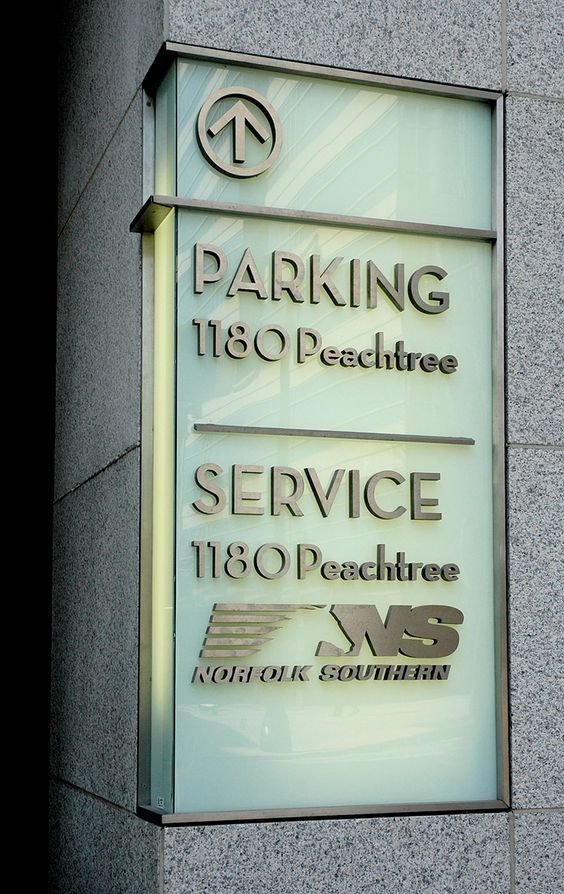 PARKING
1180 Peachtree
SERVICE
1180 Peachtree
NS
NORFOLK SOUTHERN